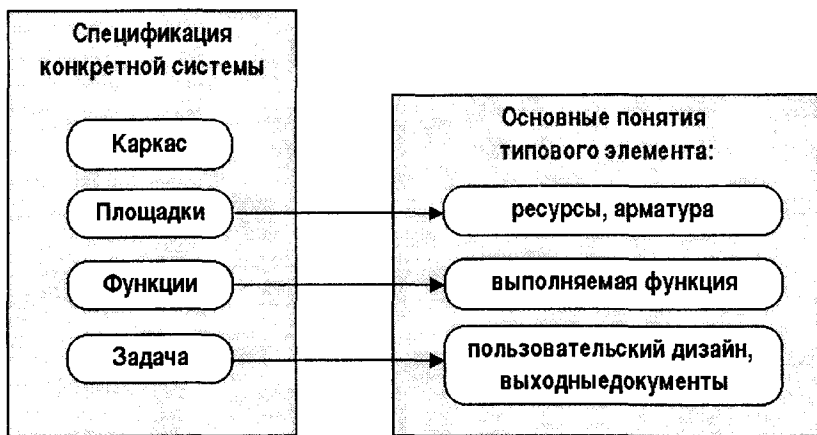 Спецификация
конкретной системы
Каркас
Площадки
Функции
Задача
Основные понятия
типового элемента:
ресурсы, арматура
выполняемая функция
пользовательский дизайн,
выходныедокументы